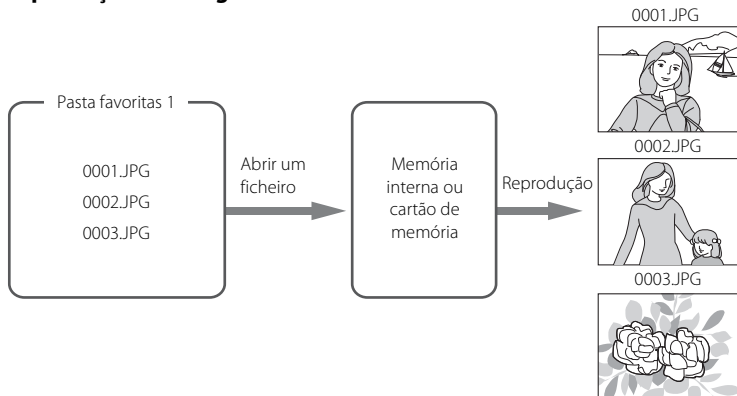 0001.JPG
Pasta favoritas 1
0001.JPG
0002.JPG
0003.JPG
Abrir um
ficheiro
Memória
interna ou
cartão de
memória
Reprodução
0002.JPG
0003.JPG